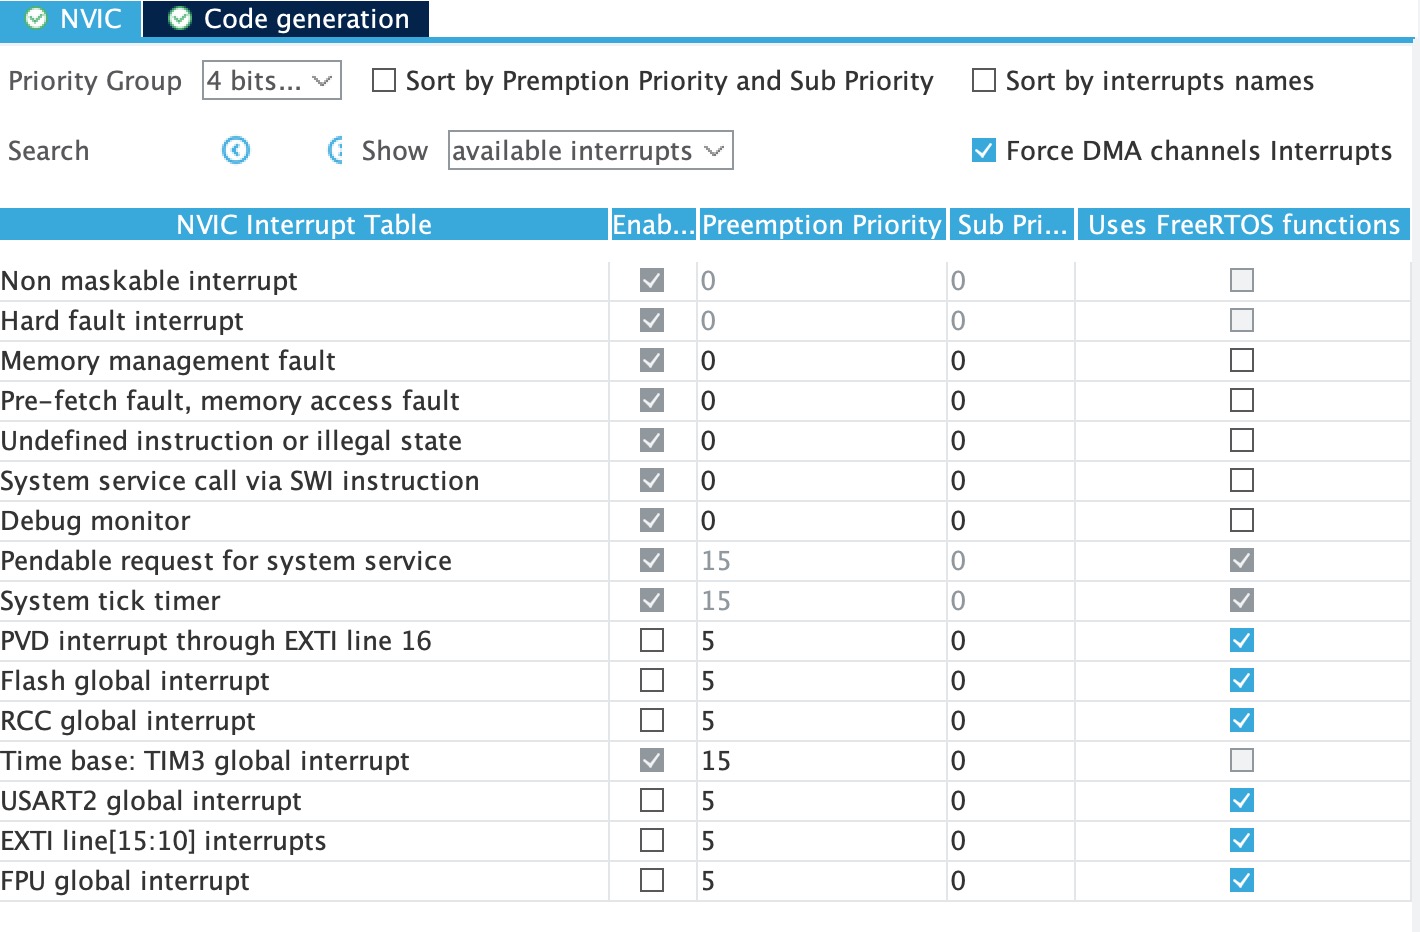 NVIC Code generation
Priority Group 4 bits... Sort by Premption Priority and Sub Priority Sort by interrupts names
Search Show available interrupts Force DMA channels Interrupts
NVIC Interrupt Table Enab... Preemption Priority Sub Pri... Uses FreeRTOS functions
Non maskable interrupt 0 0
Hard fault interrupt 0 0
Memory management fault 0 0
Pre-fetch fault, memory access fault 0 0
Undefined instruction or illegal state 0 0
System service call via SWI instruction 0 0
Debug monitor 0 0
Pendable request for system service 15 0
System tick timer 15 0
PVD interrupt through EXTI line 16 5 0
Flash global interrupt 5 0
RCC global interrupt 5 0
Time base: TIM3 global interrupt 15 0
USART2 global interrupt 5 0
EXTI line[15:10] interrupts 5 0
FPU global interrupt 5 0